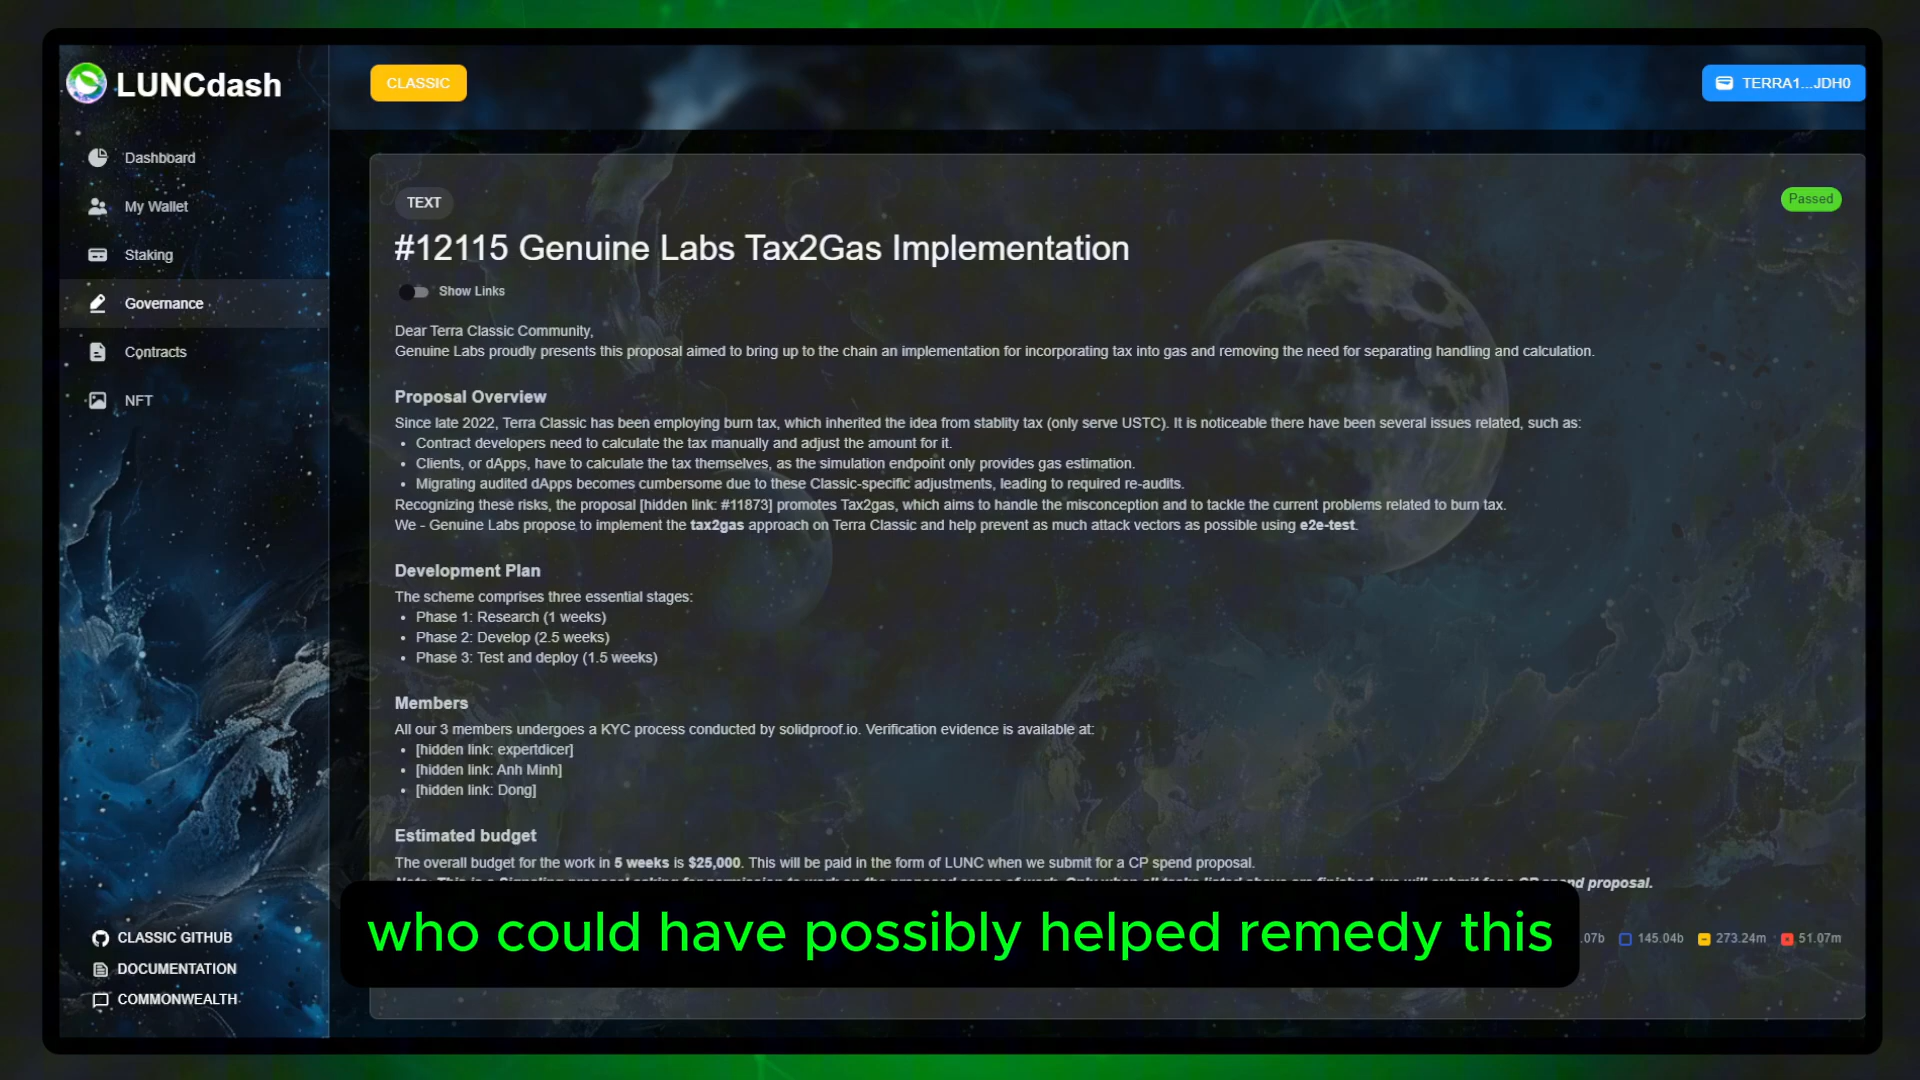 LUNCdash
CLASSIC
TERRA1...JDH0
Dashboard
My Wallet
Staking
Governance
Contracts
NFT
TEXT
Passed
#12115 Genuine Labs Tax2Gas Implementation
Show Links
Dear Terra Classic Community,
Genuine Labs proudly presents this proposal aimed to bring up to the chain an implementation for incorporating tax into gas and removing the need for separating handling and calculation.
Proposal Overview
Since late 2022, Terra Classic has been employing burn tax, which inherited the idea from stablity tax (only serve USTC). It is noticeable there have been several issues related, such as:
• Contract developers need to calculate the tax manually and adjust the amount for it.
• Clients, or dApps, have to calculate the tax themselves, as the simulation endpoint only provides gas estimation.
• Migrating audited dApps becomes cumbersome due to these Classic-specific adjustments, leading to required re-audits.
Recognizing these risks, the proposal [hidden link: #11873] promotes Tax2gas, which aims to handle the misconception and to tackle the current problems related to burn tax.
We - Genuine Labs propose to implement the tax2gas approach on Terra Classic and help prevent as much attack vectors as possible using e2e-test.
Development Plan
The scheme comprises three essential stages:
• Phase 1: Research (1 weeks)
• Phase 2: Develop (2.5 weeks)
• Phase 3: Test and deploy (1.5 weeks)
Members
All our 3 members undergoes a KYC process conducted by solidproof.io. Verification evidence is available at:
• [hidden link: expertdicer]
• [hidden link: Anh Minh]
• [hidden link: Dong]
Estimated budget
The overall budget for the work in 5 weeks is $25,000. This will be paid in the form of LUNC when we submit for a CP spend proposal.
spend proposal.
who could have possibly helped remedy this
.07b 145.04b 273.24m 51.07m
CLASSIC GITHUB
DOCUMENTATION
COMMONWEALTH